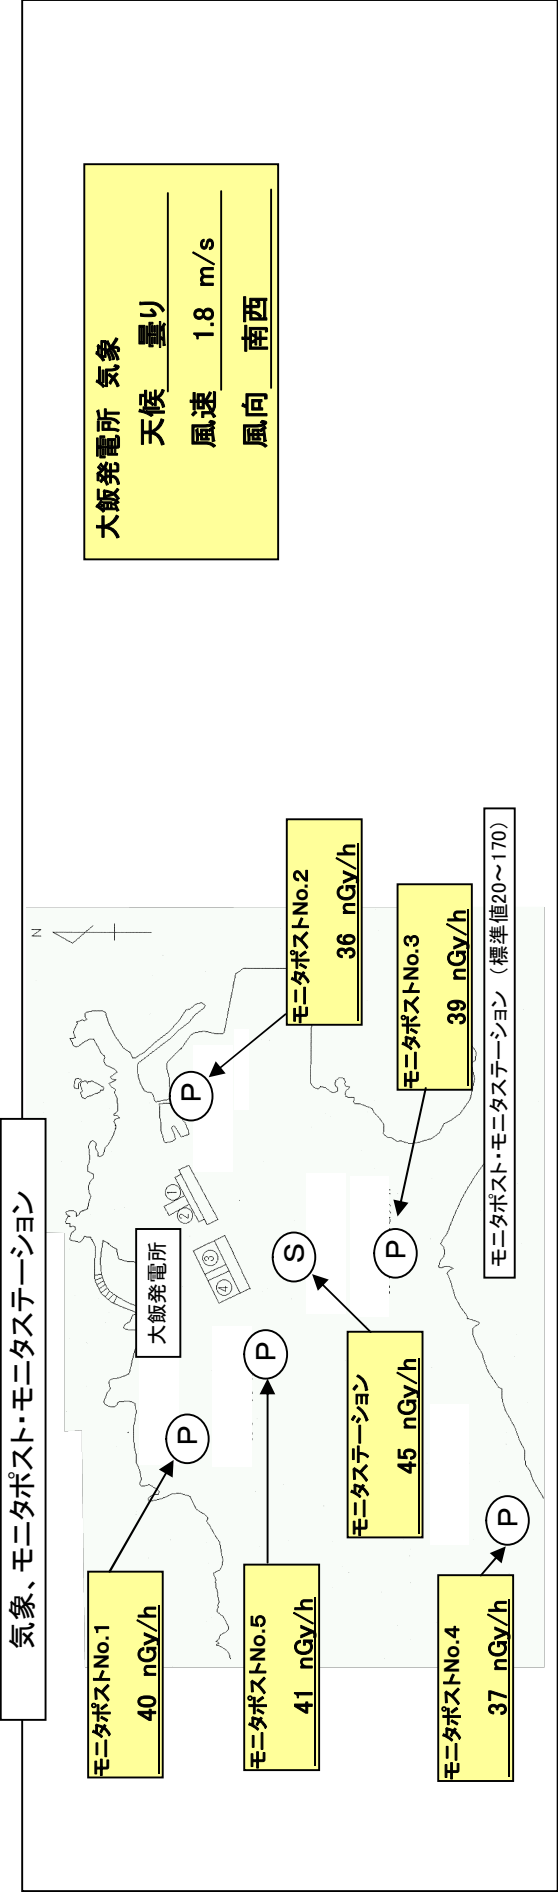 気象、モニタポスト・モニタステーション
大飯発電所　気象
天候　曇り
風速　1.8 m/s
風向　南西
N
モニタポストNo.1
40 nGy/h
P
大飯発電所
①
②
③
④
P
モニタポストNo.2
36 nGy/h
モニタポストNo.5
41 nGy/h
P
S
モニタステーション
45 nGy/h
P
モニタポストNo.3
39 nGy/h
モニタポストNo.4
37 nGy/h
P
モニタポスト・モニタステーション（標準値20～170）